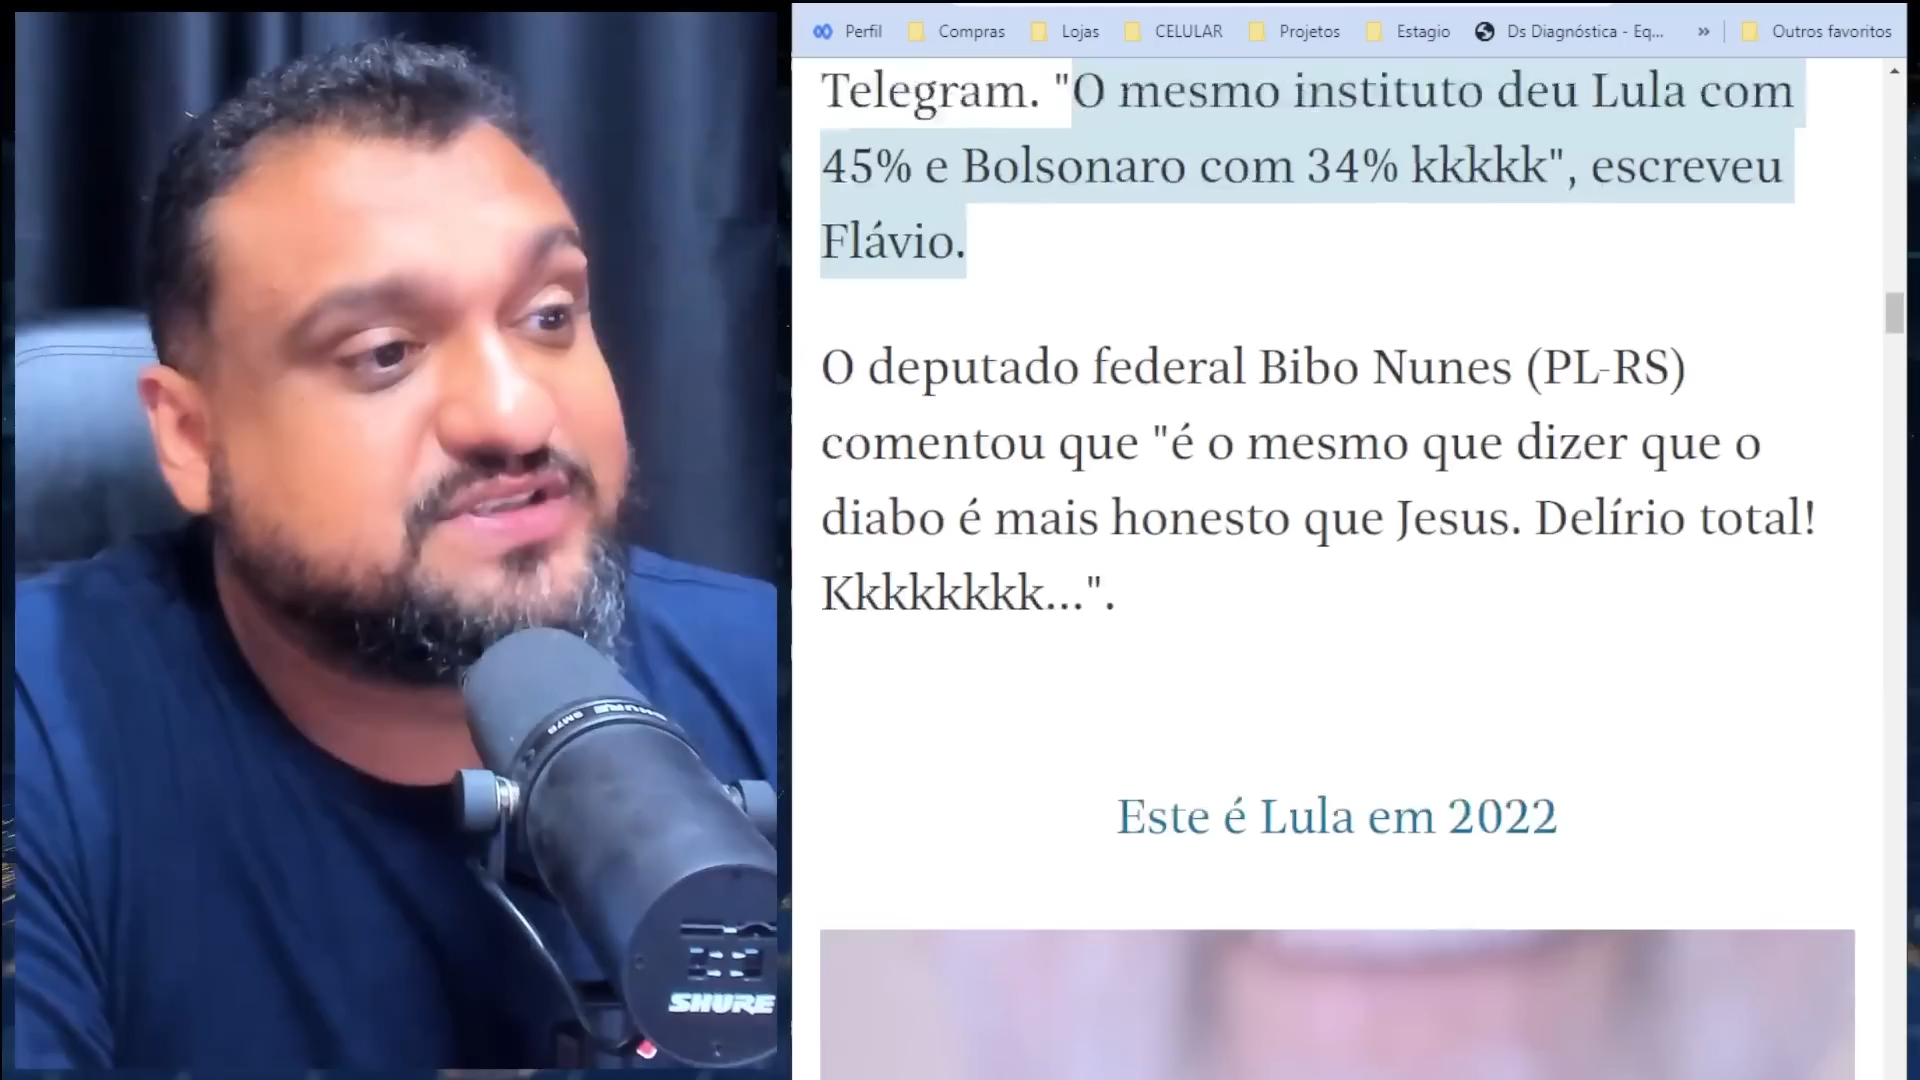 Perfil Compras Lojas CELULAR Projetos Estagio Ds Diagnóstica - Eq... » Outros favoritos
Telegram. "O mesmo instituto deu Lula com
45% e Bolsonaro com 34% kkkkk", escreveu
Flávio.
O deputado federal Bibo Nunes (PL-RS)
comentou que "é o mesmo que dizer que o
diabo é mais honesto que Jesus. Delírio total!
Kkkkkkkk...".
Este é Lula em 2022
SHURE SM7B
SHURE